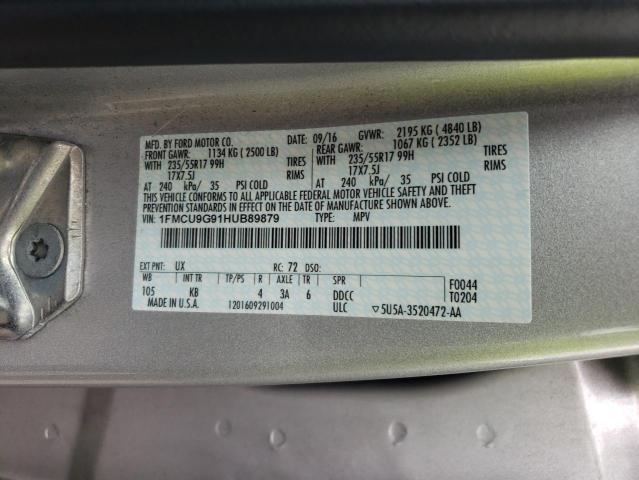 MFD. BY FORD MOTOR CO. 09/16 GVWR: 2195 KG ( 4840 LB)
FRONT GAWR: 1134 KG ( 2500 LB) REAR GAWR: 1067 KG ( 2352 LB)
WITH 235/55R17 99H TIRES WITH 235/55R17 99H TIRES
17X7.5J RIMS 17X7.5J RIMS
AT 240 kPa/ 35 PSI COLD AT 240 kPa/ 35 PSI COLD
THIS VEHICLE CONFORMS TO ALL APPLICABLE FEDERAL MOTOR VEHICLE SAFETY AND THEFT
PREVENTION STANDARDS IN EFFECT ON THE DATE OF MANUFACTURE SHOWN ABOVE.
VIN: 1FMCU9G91HUB89879 TYPE: MPV
EXT PNT: UX RC: 72 DSO:
WB INT TR TP/PS R AXLE TR SPR F0044
105 KB 4 3A 6 DDCC T0204
MADE IN U.S.A. 1201609291004 ULC ▽5U5A-3520472-AA